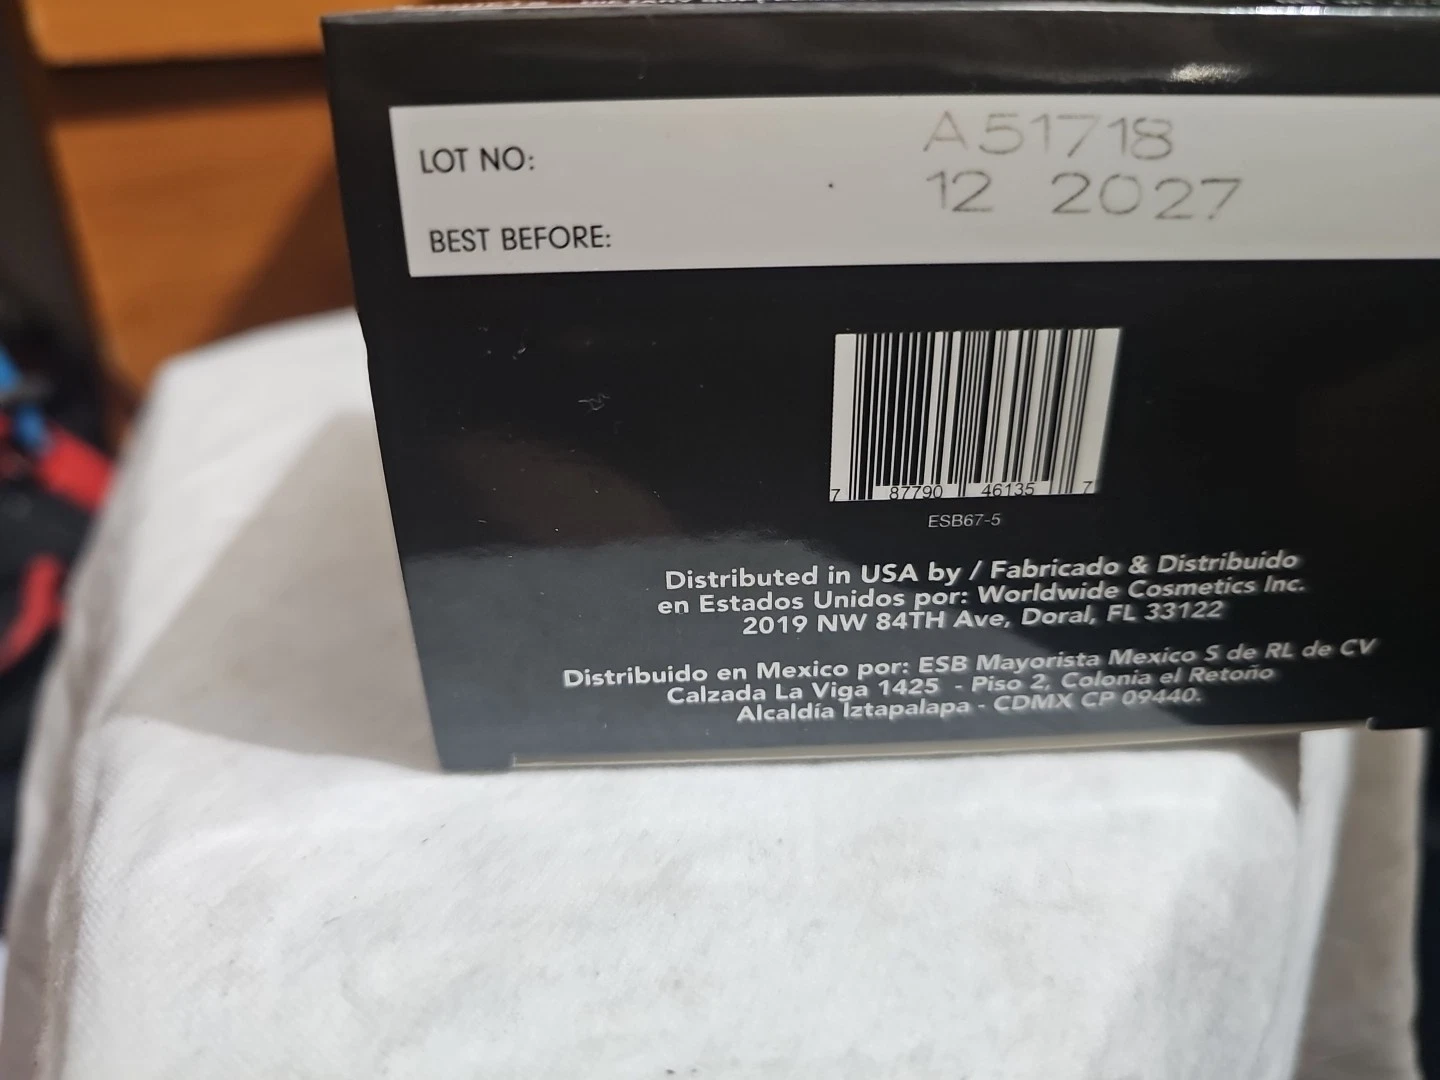 LOT NO: A51718
12 2027
BEST BEFORE:
7 87790 46135 7
ESB67-5
Distributed in USA by / Fabricado & Distribuido
en Estados Unidos por: Worldwide Cosmetics Inc.
2019 NW 84TH Ave, Doral, FL 33122
Distribuido en Mexico por: ESB Mayorista Mexico S de RL de CV
Calzada La Viga 1425 - Piso 2, Colonia el Retoño
Alcaldía Iztapalapa - CDMX CP 09440.